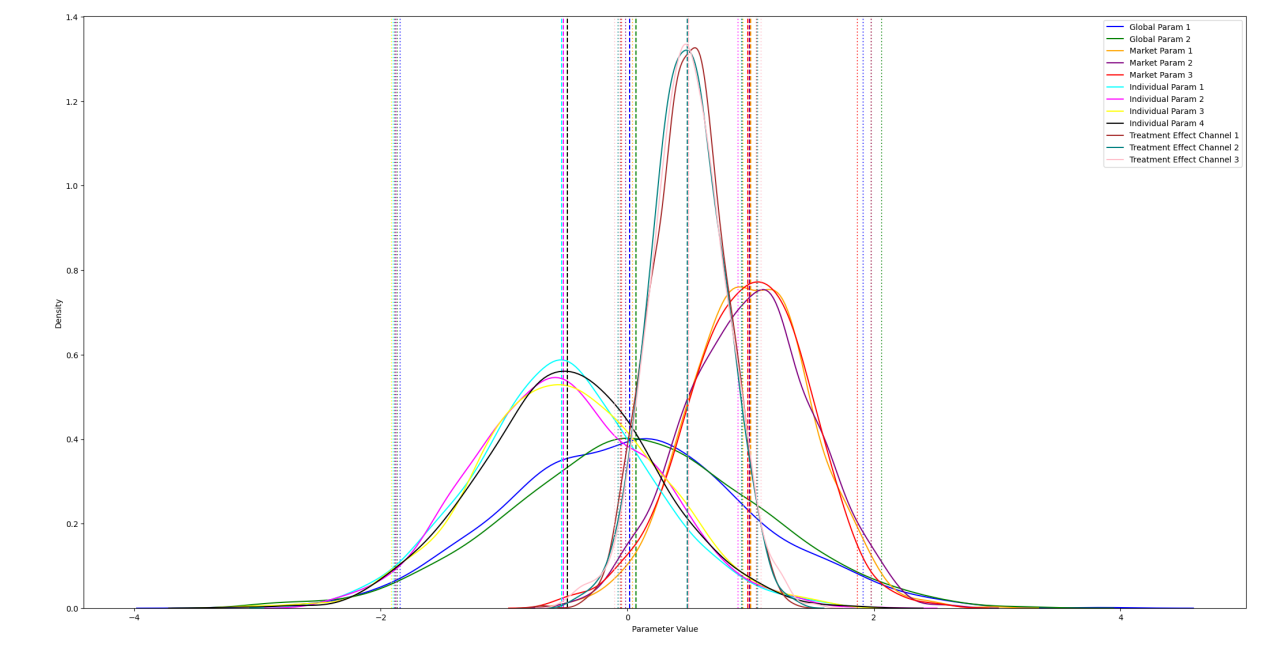 1.4
1.2
1.0
0.8
0.6
0.4
0.2
0.0
Density
−4
−2
0
2
4
Parameter Value
Global Param 1
Global Param 2
Market Param 1
Market Param 2
Market Param 3
Individual Param 1
Individual Param 2
Individual Param 3
Individual Param 4
Treatment Effect Channel 1
Treatment Effect Channel 2
Treatment Effect Channel 3